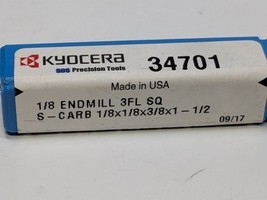 KYOCERA 34701
SGS Precision Tools
Made in USA
1/8 ENDMILL 3FL SQ
S-CARB 1/8x1/8x3/8x1-1/2
09/17